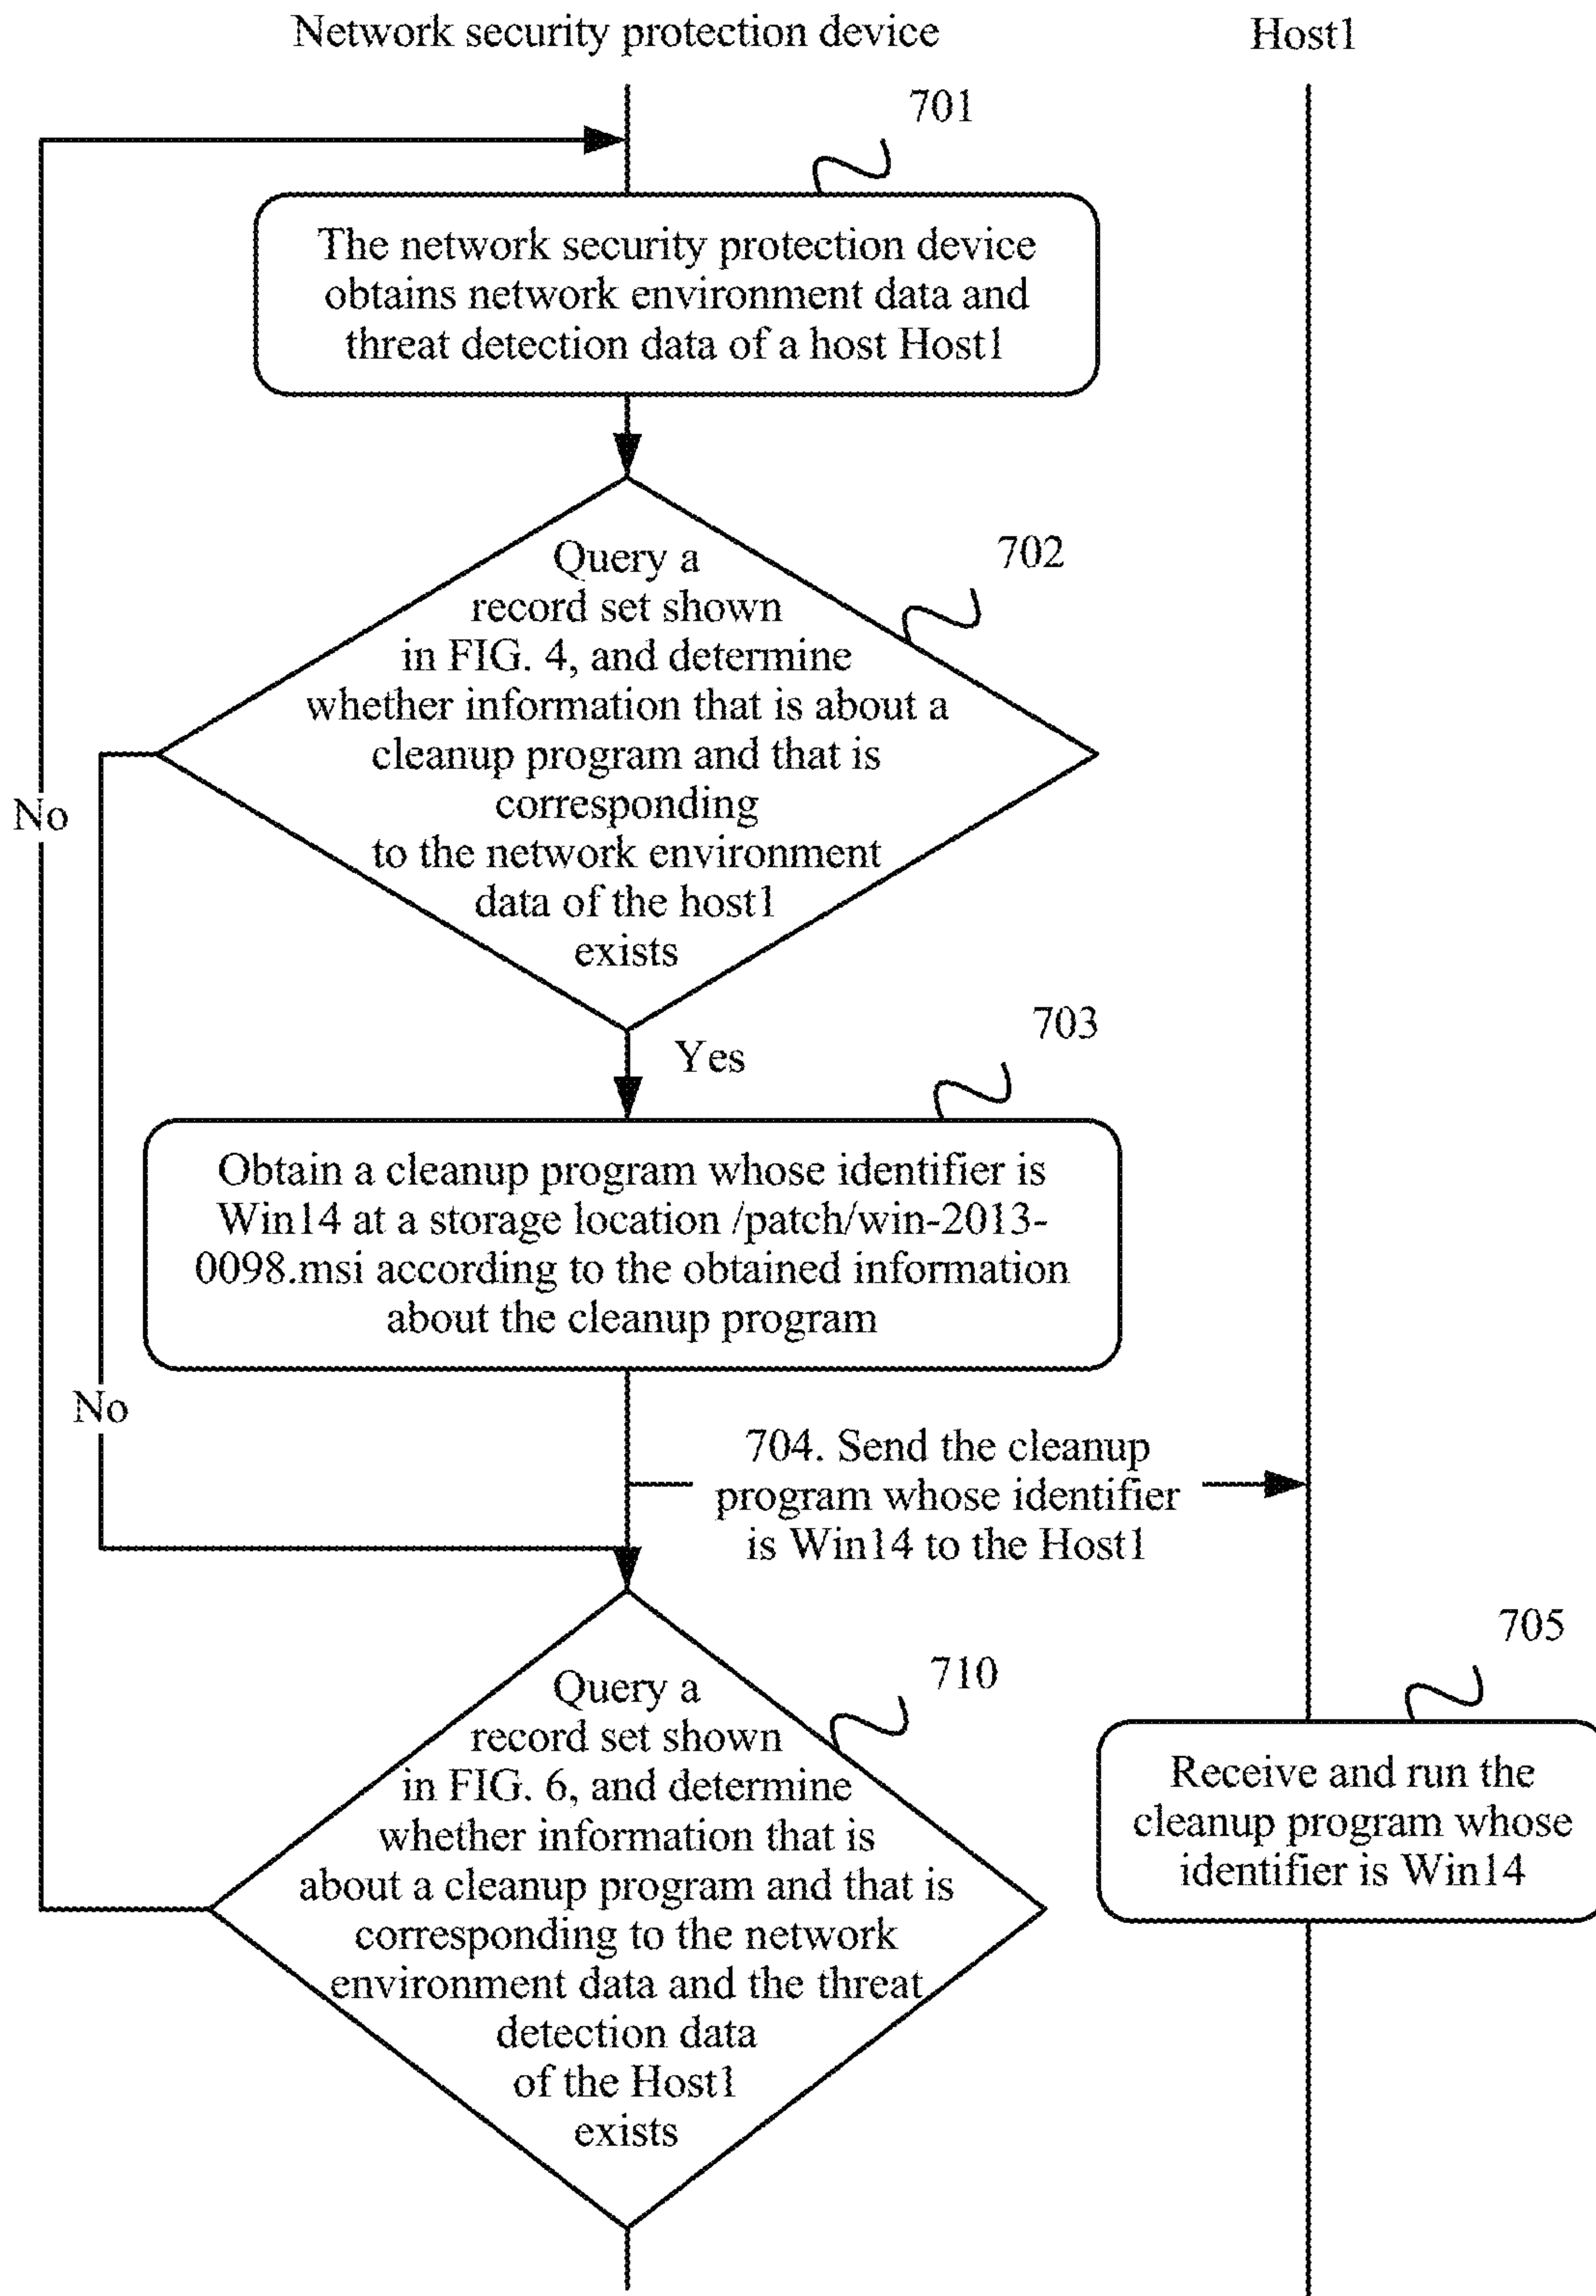 Network security protection device
Host1
701
The network security protection device
obtains network environment data and
threat detection data of a host Host1
702
Query a
record set shown
in FIG. 4, and determine
whether information that is about a
cleanup program and that is
corresponding
to the network environment
data of the host1
exists
No
Yes
703
Obtain a cleanup program whose identifier is
Win14 at a storage location /patch/win-2013-
0098.msi according to the obtained information
about the cleanup program
No
704. Send the cleanup
program whose identifier
is Win14 to the Host1
705
Receive and run the
cleanup program whose
identifier is Win14
710
Query a
record set shown
in FIG. 6, and determine
whether information that is
about a cleanup program and that is
corresponding to the network
environment data and the threat
detection data
of the Host1
exists